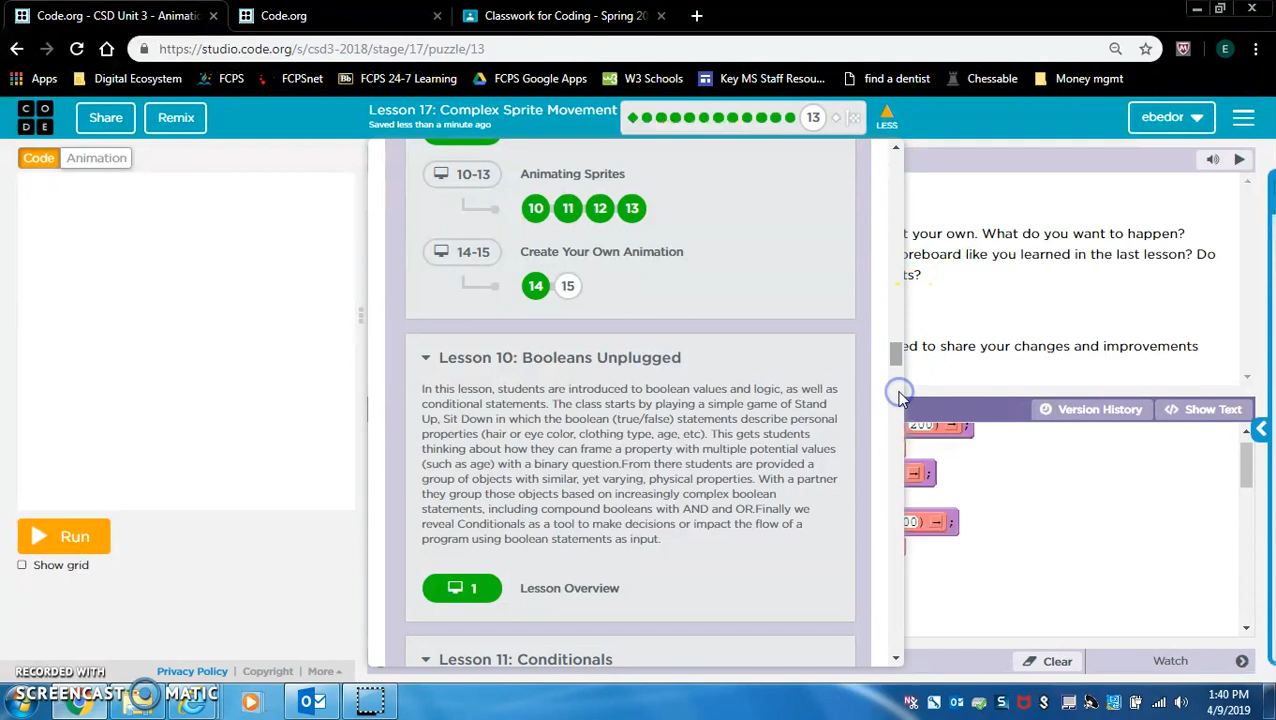 Code.org - CSD Unit 3 - Animatic
Code.org
Classwork for Coding - Spring 20
https://studio.code.org/s/csd3-2018/stage/17/puzzle/13
E
Apps
Digital Ecosystem
FCPS
FCPSnet
Bb FCPS 24-7 Learning
FCPS Google Apps
W3 Schools
Key MS Staff Resou...
find a dentist
Chessable
Money mgmt
C O
D E
Share
Remix
Lesson 17: Complex Sprite Movement
Saved less than a minute ago
13
LESS
ebedor
Code
Animation
10-13
Animating Sprites
10 11 12 13
14-15
Create Your Own Animation
14 15
t your own. What do you want to happen?
oreboard like you learned in the last lesson? Do
ts?
ed to share your changes and improvements
Lesson 10: Booleans Unplugged
In this lesson, students are introduced to boolean values and logic, as well as
conditional statements. The class starts by playing a simple game of Stand
Up, Sit Down in which the boolean (true/false) statements describe personal
properties (hair or eye color, clothing type, age, etc). This gets students
thinking about how they can frame a property with multiple potential values
(such as age) with a binary question.From there students are provided a
group of objects with similar, yet varying, physical properties. With a partner
they group those objects based on increasingly complex boolean
statements, including compound booleans with AND and OR.Finally we
reveal Conditionals as a tool to make decisions or impact the flow of a
program using boolean statements as input.
1
Lesson Overview
Lesson 11: Conditionals
Version History
Show Text
200) ;
;
00) ;
Run
Show grid
Clear
Watch
Privacy Policy | Copyright | More
RECORDED WITH
SCREENCAST MATIC
1:40 PM
4/9/2019